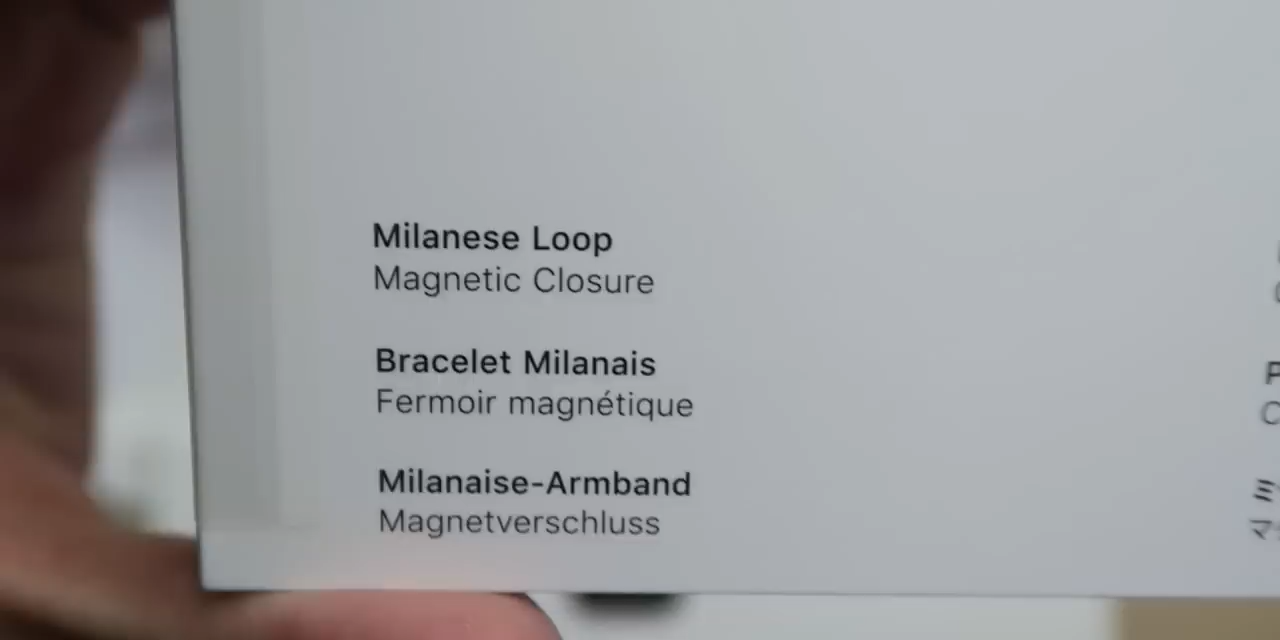 Milanese Loop
Magnetic Closure
Bracelet Milanais
Fermoir magnétique
Milanaise-Armband
Magnetverschluss